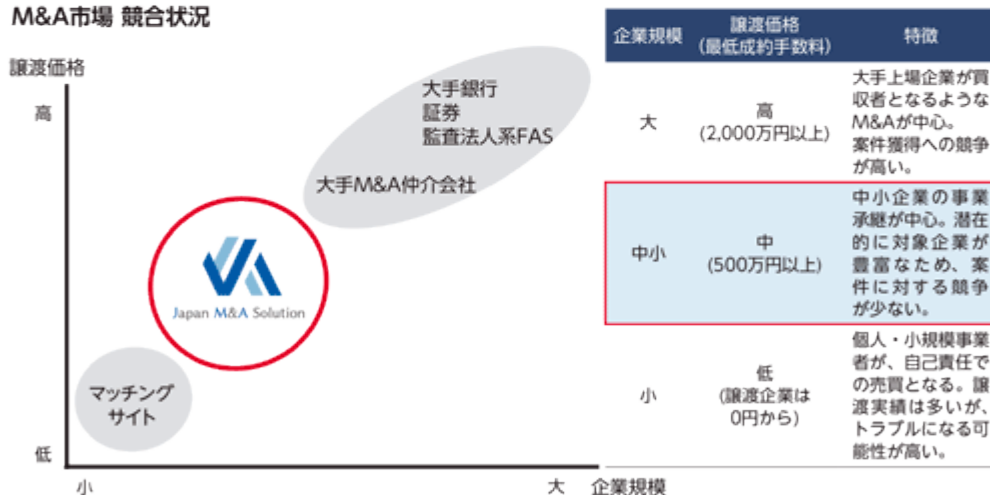 M&A市場 競合状況
譲渡価格
高
大手銀行
証券
監査法人系FAS
大手M&A仲介会社
Japan M&A Solution
マッチング
サイト
低
小
大
企業規模
企業規模
譲渡価格
(最低成約手数料)
特徴
大
高
(2,000万円以上)
大手上場企業が買
収者となるような
M&Aが中心。
案件獲得への競争
が高い。
中小
中
(500万円以上)
中小企業の事業
承継が中心。潜在
的に対象企業が
豊富なため、案
件に対する競争
が少ない。
小
低
(譲渡企業は
0円から)
個人・小規模事業
者が、自己責任で
の売買となる。譲
渡実績は多いが、
トラブルになる可
能性が高い。